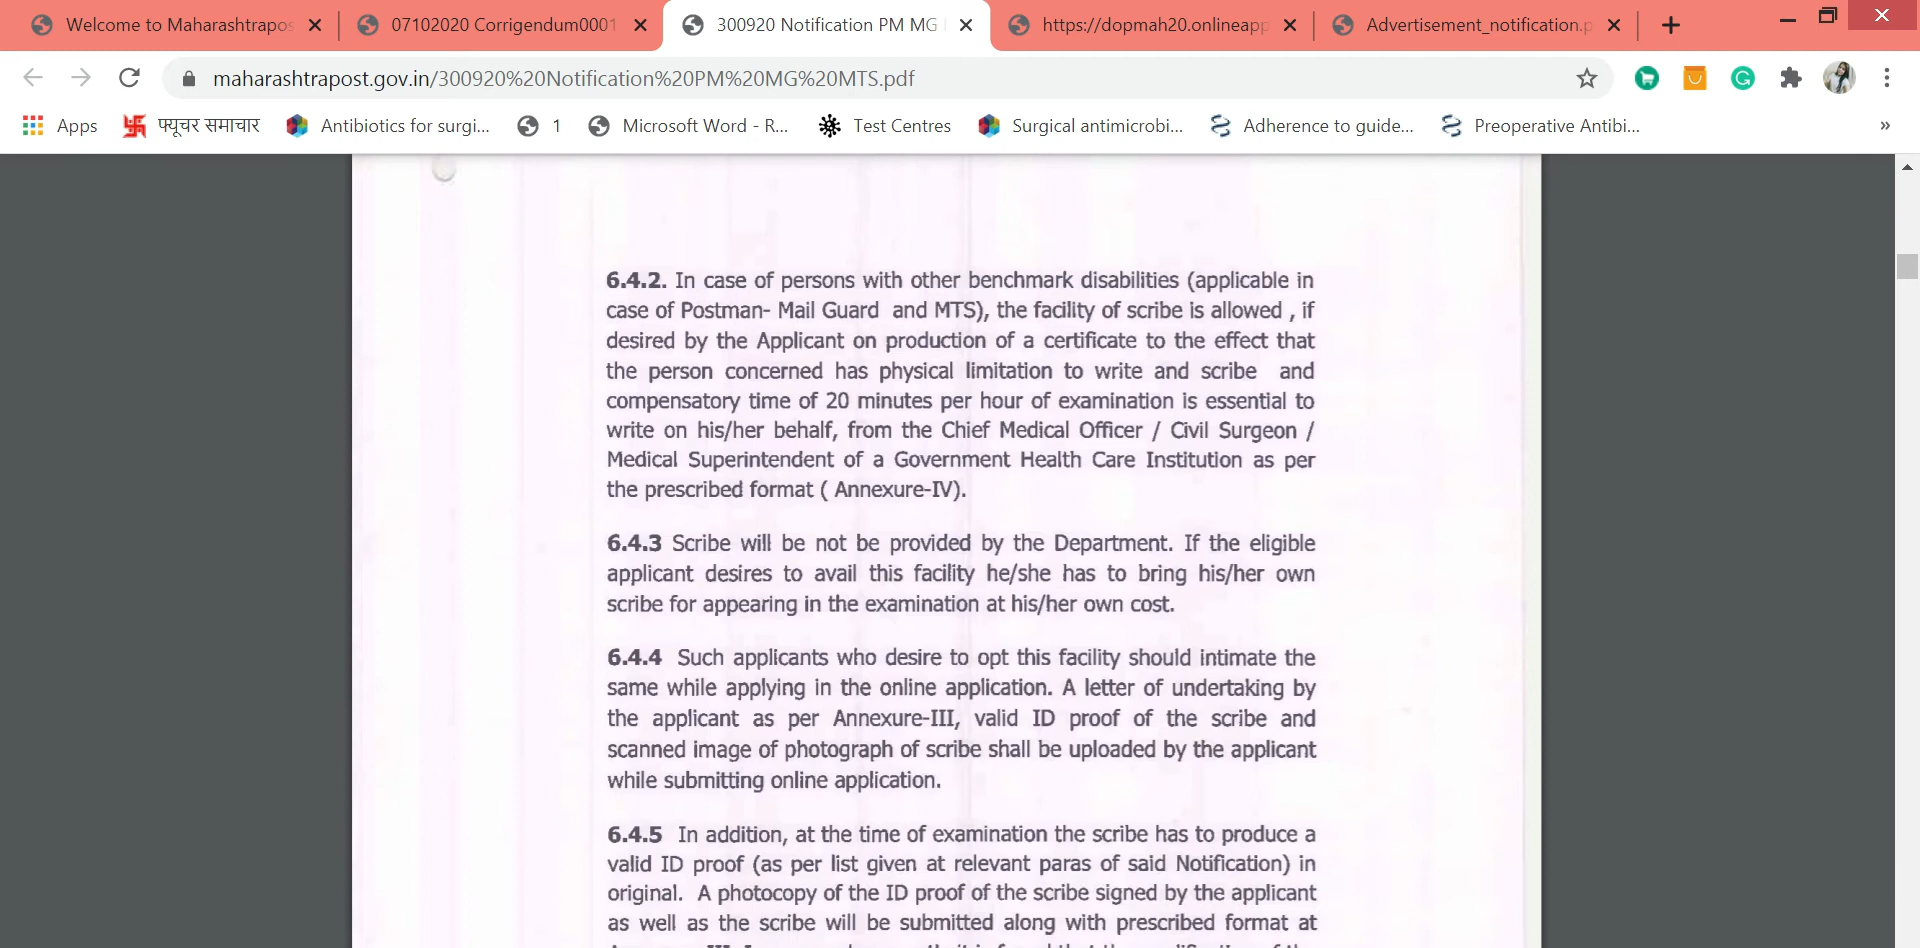 Welcome to Maharashtrapos
07102020 Corrigendum0001
300920 Notification PM MG
https://dopmah20.onlineapp
Advertisement_notification.p
maharashtrapost.gov.in/300920%20Notification%20PM%20MG%20MTS.pdf
Apps
फ्यूचर समाचार
Antibiotics for surgi...
1
Microsoft Word - R...
Test Centres
Surgical antimicrobi...
Adherence to guide...
Preoperative Antibi...
»
6.4.2. In case of persons with other benchmark disabilities (applicable in
case of Postman- Mail Guard and MTS), the facility of scribe is allowed , if
desired by the Applicant on production of a certificate to the effect that
the person concerned has physical limitation to write and scribe and
compensatory time of 20 minutes per hour of examination is essential to
write on his/her behalf, from the Chief Medical Officer / Civil Surgeon /
Medical Superintendent of a Government Health Care Institution as per
the prescribed format ( Annexure-IV).
6.4.3 Scribe will be not be provided by the Department. If the eligible
applicant desires to avail this facility he/she has to bring his/her own
scribe for appearing in the examination at his/her own cost.
6.4.4 Such applicants who desire to opt this facility should intimate the
same while applying in the online application. A letter of undertaking by
the applicant as per Annexure-III, valid ID proof of the scribe and
scanned image of photograph of scribe shall be uploaded by the applicant
while submitting online application.
6.4.5 In addition, at the time of examination the scribe has to produce a
valid ID proof (as per list given at relevant paras of said Notification) in
original. A photocopy of the ID proof of the scribe signed by the applicant
as well as the scribe will be submitted along with prescribed format at